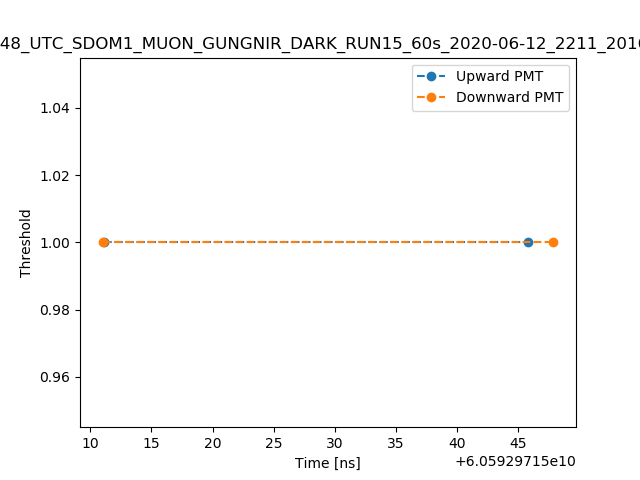 48_UTC_SDOM1_MUON_GUNGNIR_DARK_RUN15_60s_2020-06-12_2211_201
Upward PMT
Downward PMT
1.04
1.02
1.00
0.98
0.96
Threshold
10 15 20 25 30 35 40 45
Time [ns]
+6.05929715e10